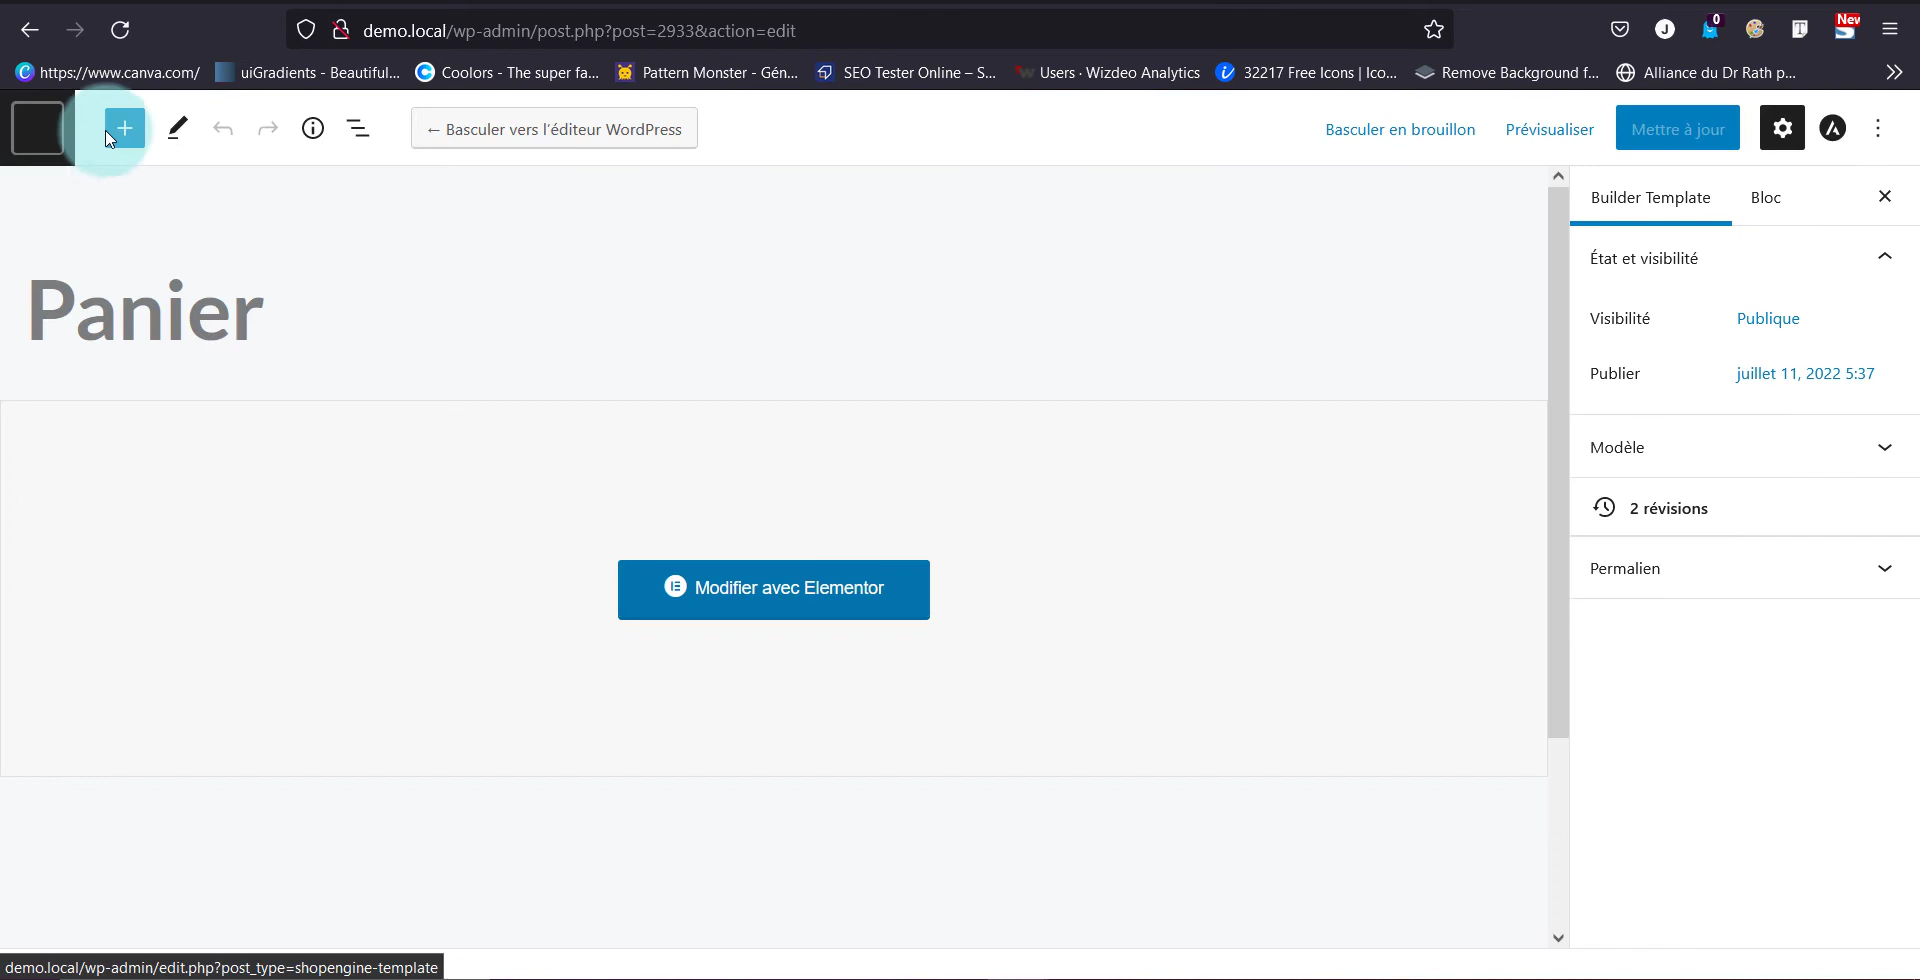 demo.local/wp-admin/post.php?post=2933&action=edit
0
J
New
https://www.canva.com/
uiGradients - Beautiful...
Coolors - The super fa...
Pattern Monster - Gén...
SEO Tester Online – S...
Users · Wizdeo Analytics
32217 Free Icons | Ico...
Remove Background f...
Alliance du Dr Rath p...
← Basculer vers l'éditeur WordPress
Basculer en brouillon
Prévisualiser
Mettre à jour
Builder Template
Bloc
Panier
État et visibilité
Visibilité
Publique
Publier
juillet 11, 2022 5:37
Modèle
2 révisions
Permalien
Modifier avec Elementor
demo.local/wp-admin/edit.php?post_type=shopengine-template